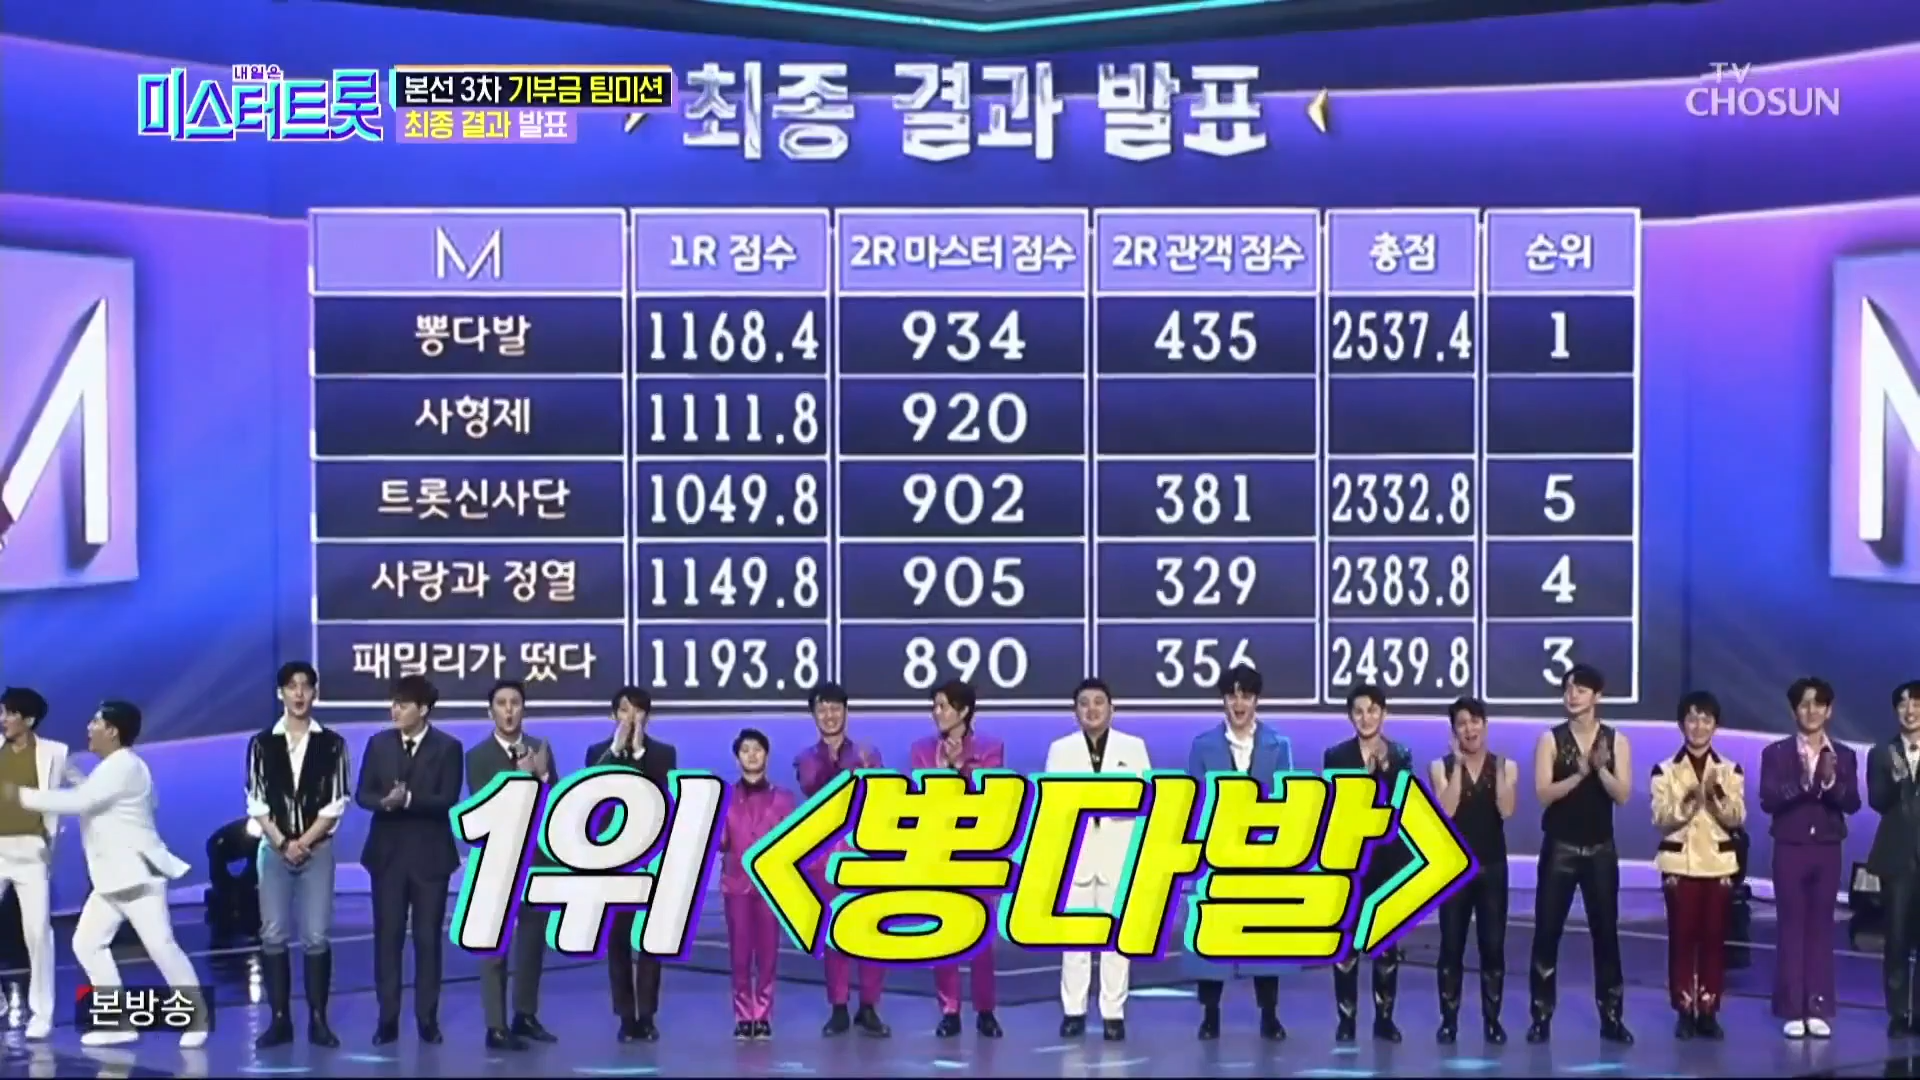 내일은
미스터트롯
본선 3차 기부금 팀미션
최종 결과 발표
최종 결과 발표
TV
CHOSUN
M 1R 점수 2R 마스터 점수 2R 관객 점수 총점 순위
뽕다발 1168.4 934 435 2537.4 1
사형제 1111.8 920
트롯신사단 1049.8 902 381 2332.8 5
사랑과 정열 1149.8 905 329 2383.8 4
패밀리가 떴다 1193.8 890 356 2439.8 3
1위 <뽕다발>
본방송